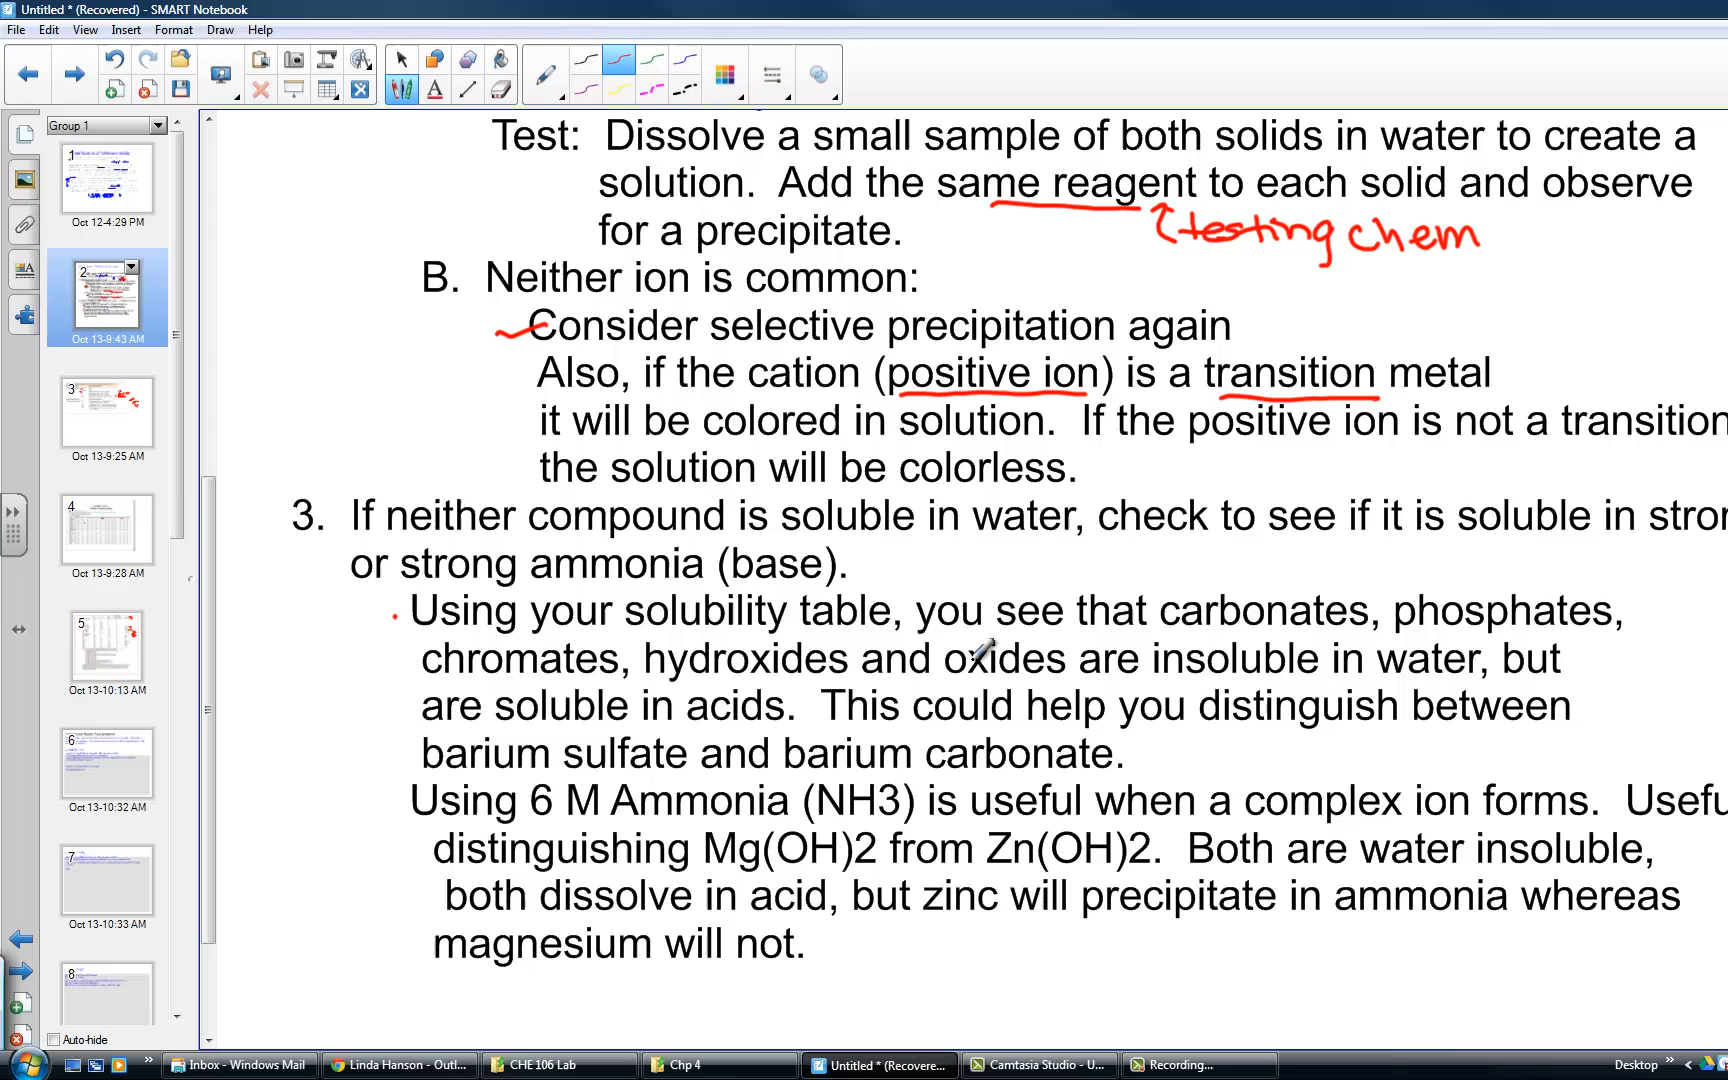 Untitled * (Recovered) - SMART Notebook
File Edit View Insert Format Draw Help
Group 1
1
Oct 12-4:29 PM
2
Oct 13-9:43 AM
3
Oct 13-9:25 AM
4
Oct 13-9:28 AM
5
Oct 13-10:13 AM
6
Oct 13-10:32 AM
7
Oct 13-10:33 AM
8
Auto-hide
Test: Dissolve a small sample of both solids in water to create a
solution. Add the same reagent to each solid and observe
for a precipitate.
testing chem
B. Neither ion is common:
Consider selective precipitation again
Also, if the cation (positive ion) is a transition metal
it will be colored in solution. If the positive ion is not a transition
the solution will be colorless.
3. If neither compound is soluble in water, check to see if it is soluble in stron
or strong ammonia (base).
Using your solubility table, you see that carbonates, phosphates,
chromates, hydroxides and oxides are insoluble in water, but
are soluble in acids. This could help you distinguish between
barium sulfate and barium carbonate.
Using 6 M Ammonia (NH3) is useful when a complex ion forms. Usefu
distinguishing Mg(OH)2 from Zn(OH)2. Both are water insoluble,
both dissolve in acid, but zinc will precipitate in ammonia whereas
magnesium will not.
Inbox - Windows Mail
Linda Hanson - Outl...
CHE 106 Lab
Chp 4
Untitled * (Recovere...
Camtasia Studio - U...
Recording...
Desktop